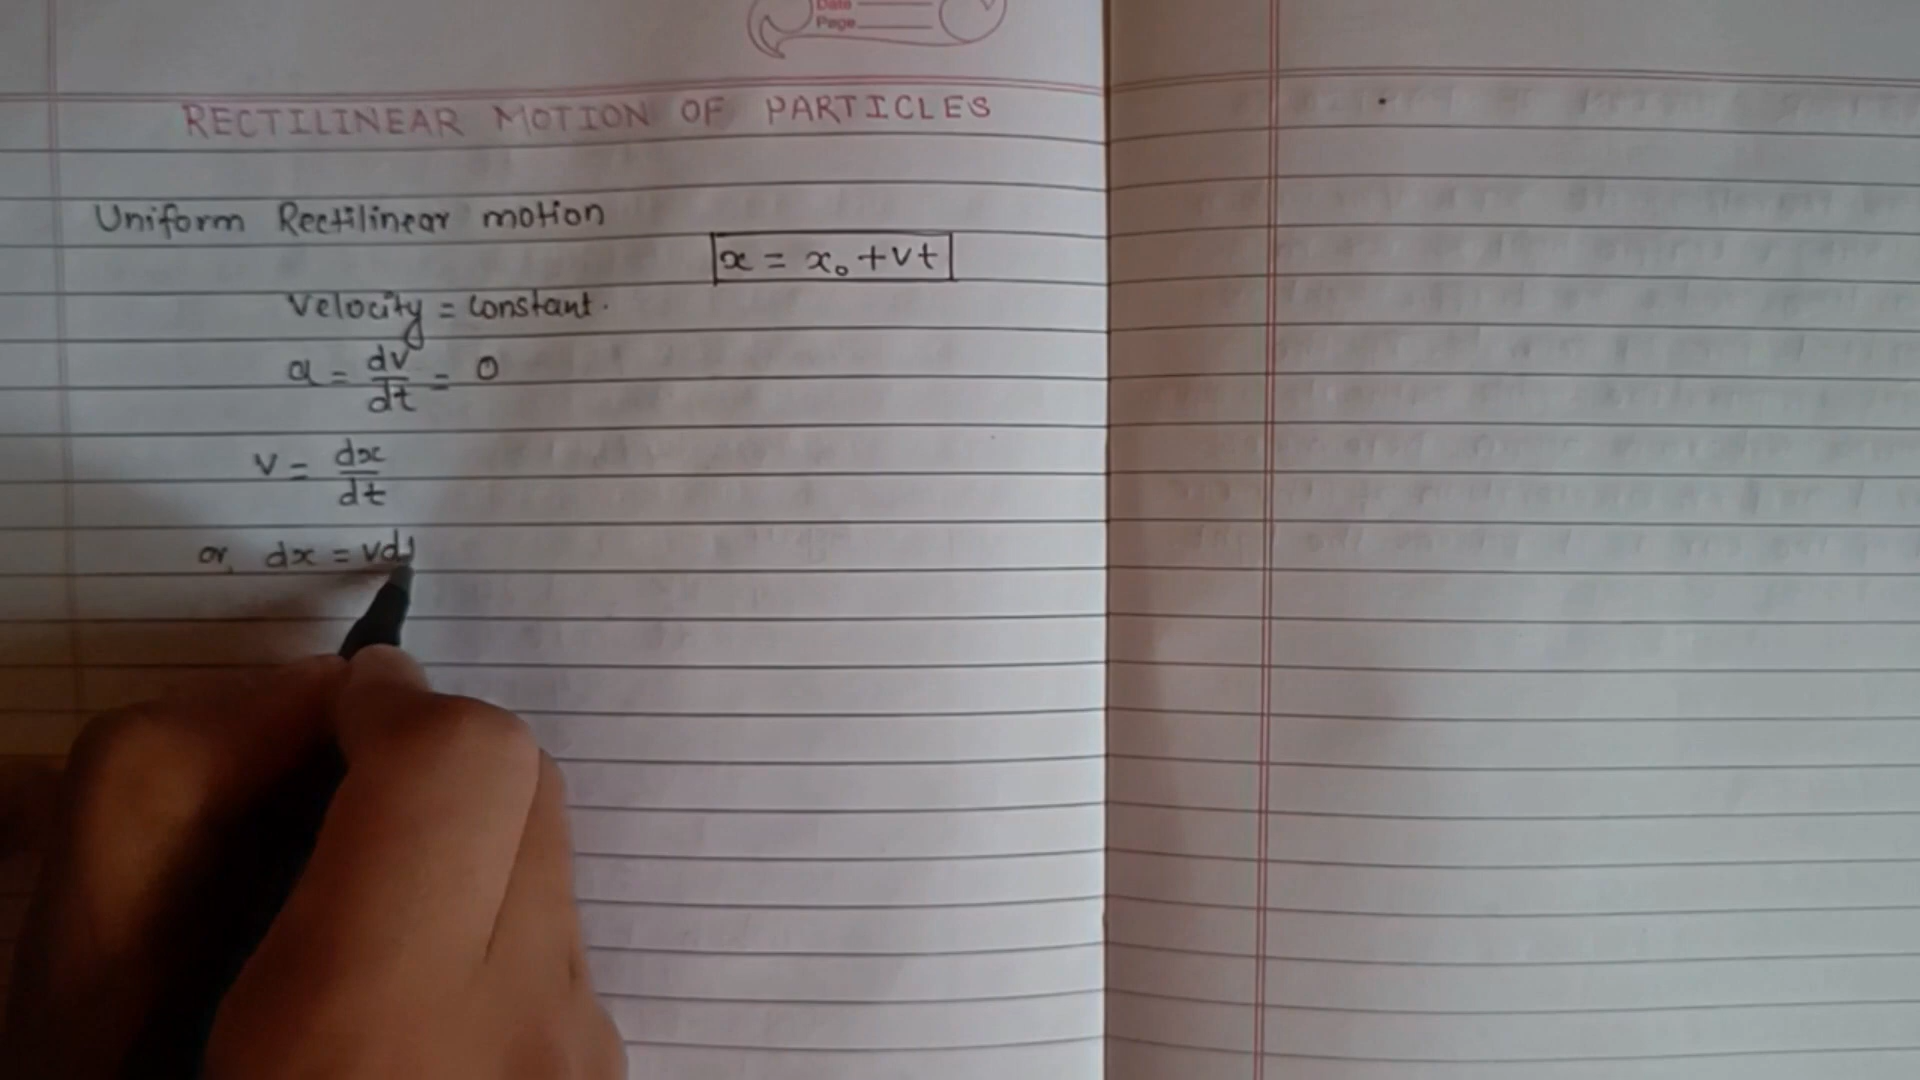 Date
Page
RECTILINEAR MOTION OF PARTICLES
Uniform Rectilinear motion
x = x₀ + vt
Velocity = constant.
a = dv/dt = 0
v = dx/dt
or, dx = vd